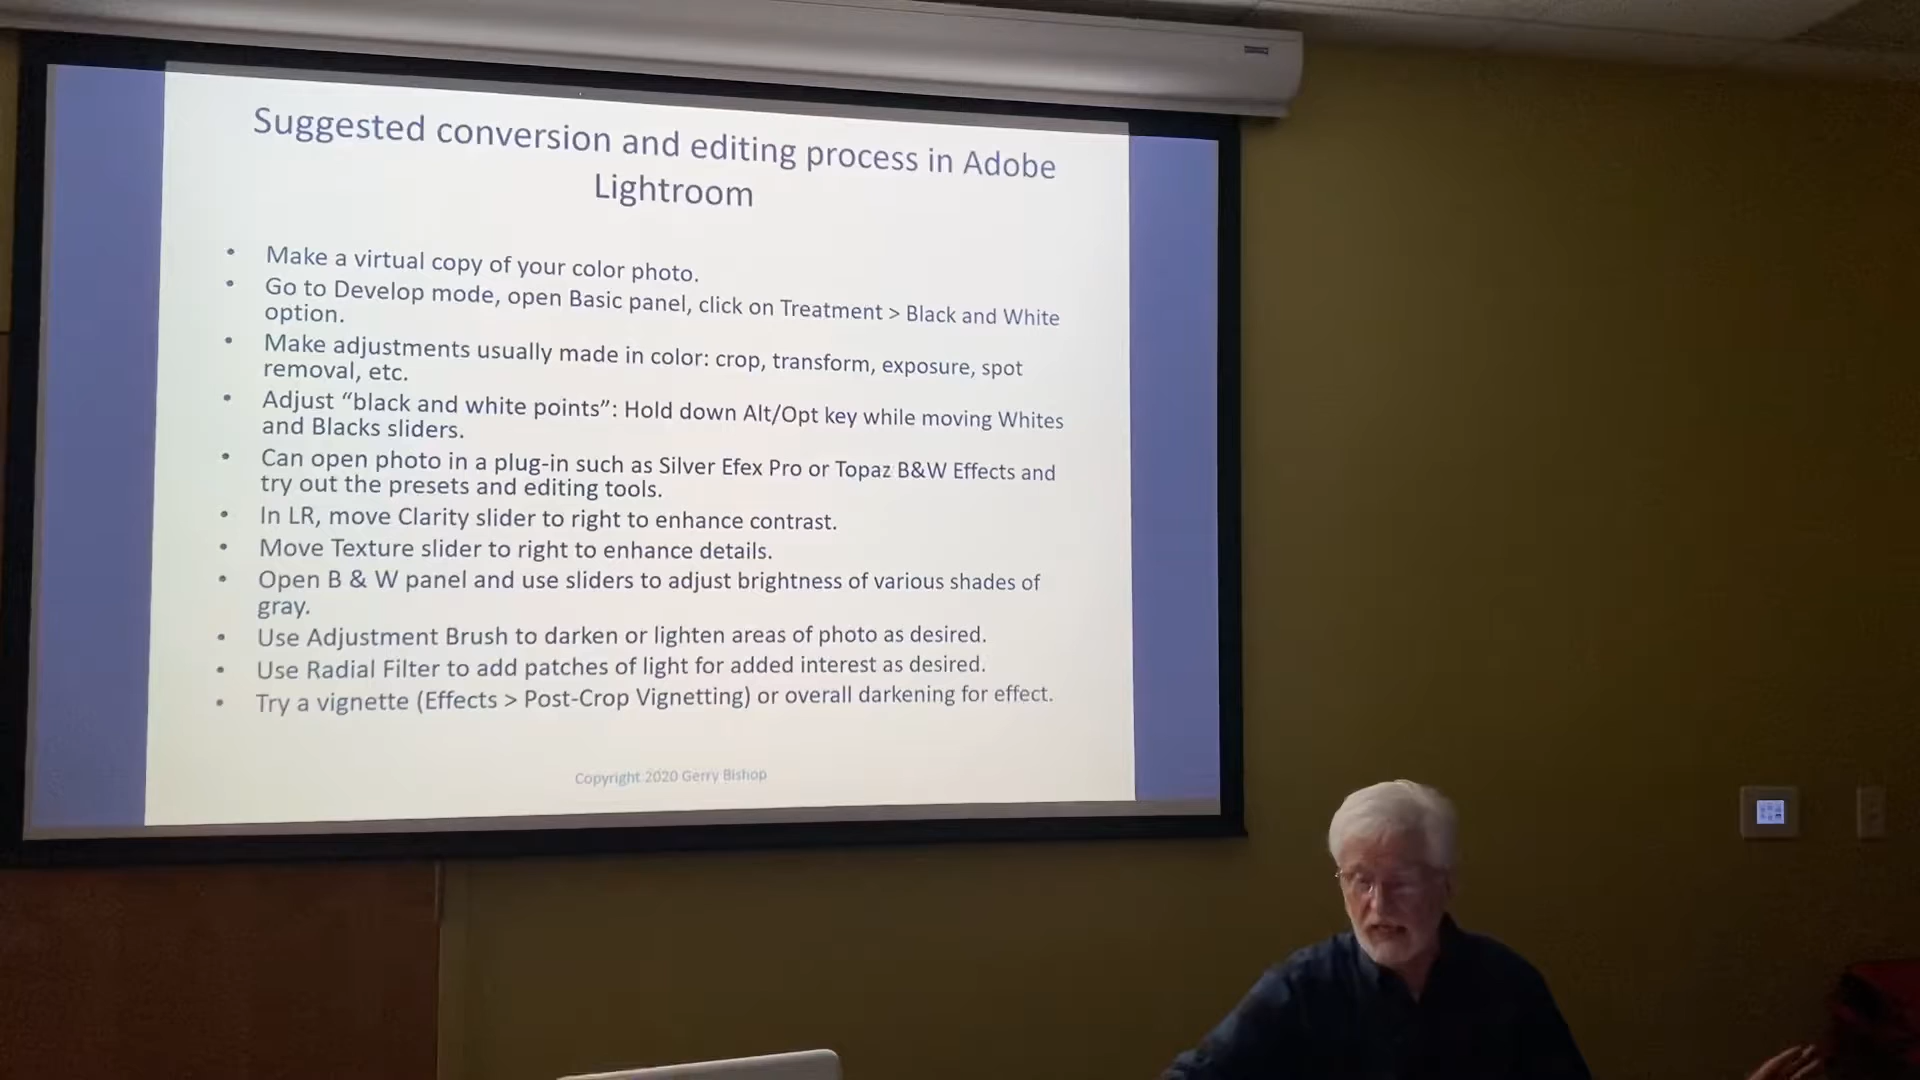 Suggested conversion and editing process in Adobe
Lightroom
• Make a virtual copy of your color photo.
• Go to Develop mode, open Basic panel, click on Treatment > Black and White
option.
• Make adjustments usually made in color: crop, transform, exposure, spot
removal, etc.
• Adjust “black and white points”: Hold down Alt/Opt key while moving Whites
and Blacks sliders.
• Can open photo in a plug-in such as Silver Efex Pro or Topaz B&W Effects and
try out the presets and editing tools.
• In LR, move Clarity slider to right to enhance contrast.
• Move Texture slider to right to enhance details.
• Open B & W panel and use sliders to adjust brightness of various shades of
gray.
• Use Adjustment Brush to darken or lighten areas of photo as desired.
• Use Radial Filter to add patches of light for added interest as desired.
• Try a vignette (Effects > Post-Crop Vignetting) or overall darkening for effect.
Copyright 2020 Gerry Bishop